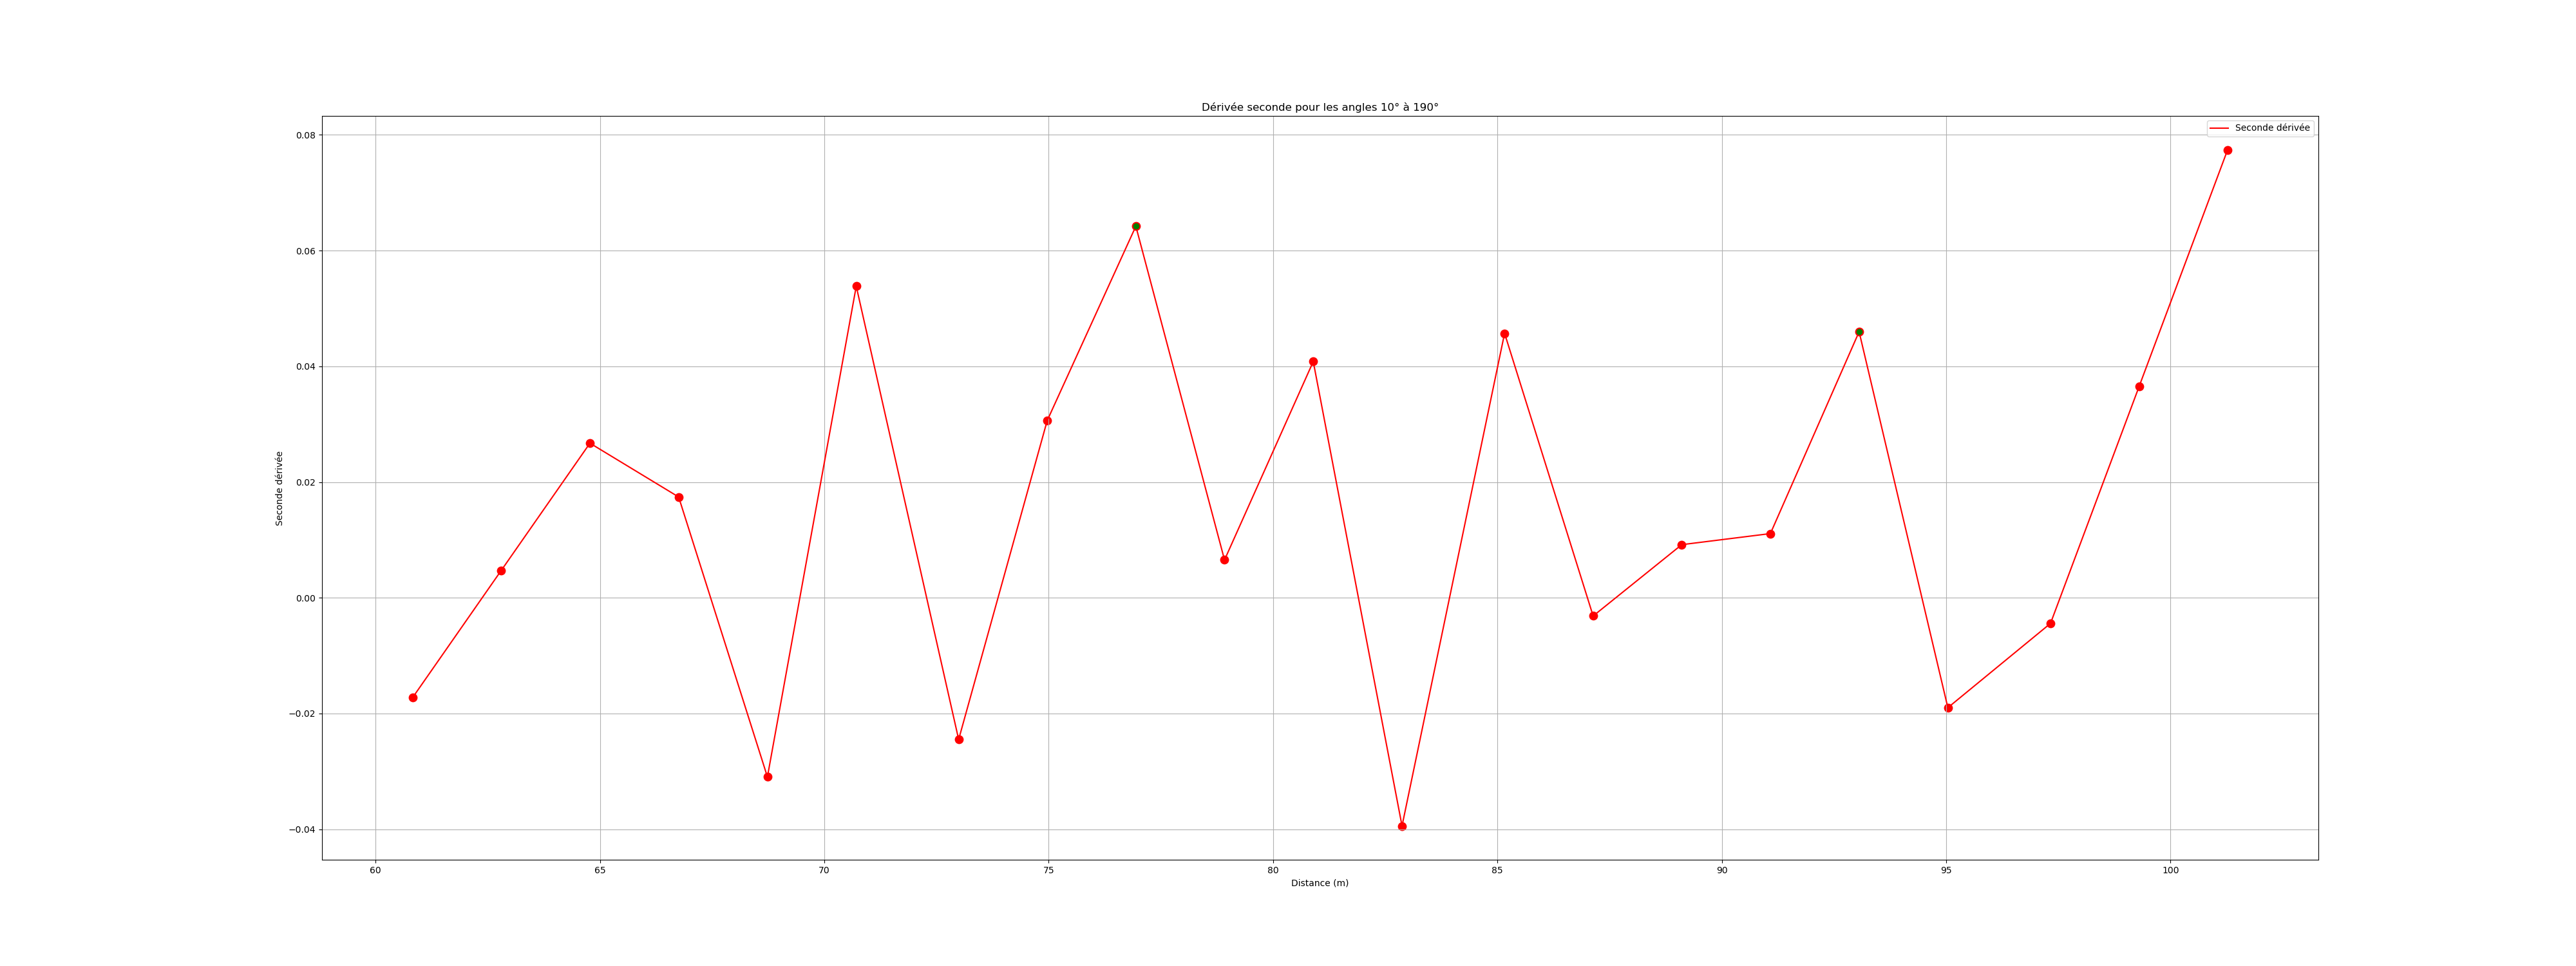 Dérivée seconde pour les angles 10° à 190°
Seconde dérivée
0.08
0.06
0.04
0.02
0.00
−0.02
−0.04
Seconde dérivée
60 65 70 75 80 85 90 95 100
Distance (m)